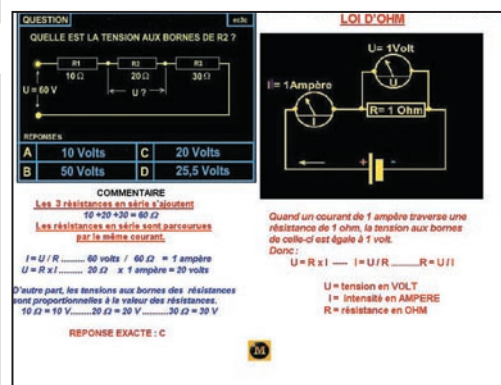 QUESTION
QUELLE EST LA TENSION AUX BORNES DE R2 ?
R1
R2
R3
10 Ω
20 Ω
30 Ω
U = 60 V
U ?
REPONSES
A 10 Volts
C 20 Volts
B 50 Volts
D 25,5 Volts
COMMENTAIRE
Les 3 résistances en série s'ajoutent
10 +20 +30 = 60 Ω
Les résistances en série sont parcourues
par le même courant.
I = U / R .......... 60 volts / 60 Ω = 1 ampère
U = R x I .......... 20 Ω x 1 ampère = 20 volts
D'autre part, les tensions aux bornes des résistances
sont proportionnelles à la valeur des résistances.
10 Ω = 10 V.........20 Ω = 20 V .........30 Ω = 30 V
REPONSE EXACTE : C
LOI D'OHM
U= 1Volt
U
I= 1Ampère
I
R= 1 Ohm
+ -
Quand un courant de 1 ampère traverse une
résistance de 1 ohm, la tension aux bornes
de celle-ci est égale à 1 volt.
Donc :
U = R x I ----- I = U / R ..........R = U / I
U = tension en VOLT
I = intensité en AMPERE
R = résistance en OHM
M